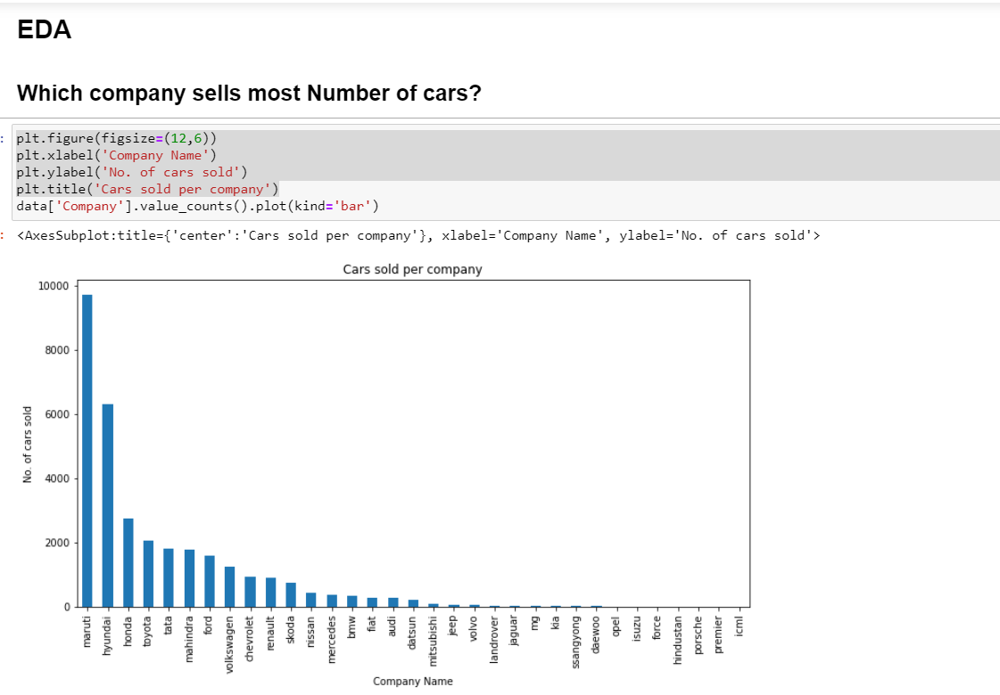 EDA
Which company sells most Number of cars?
: plt.figure(figsize=(12,6))
plt.xlabel('Company Name')
plt.ylabel('No. of cars sold')
plt.title('Cars sold per company')
data['Company'].value_counts().plot(kind='bar')
: <AxesSubplot:title={'center':'Cars sold per company'}, xlabel='Company Name', ylabel='No. of cars sold'>
Cars sold per company
10000
8000
6000
4000
2000
0
No. of cars sold
maruti
hyundai
honda
toyota
tata
mahindra
ford
volkswagen
chevrolet
renault
skoda
nissan
mercedes
bmw
fiat
audi
datsun
mitsubishi
jeep
volvo
landrover
jaguar
mg
kia
ssangyong
daewoo
opel
isuzu
force
hindustan
porsche
premier
icml
Company Name